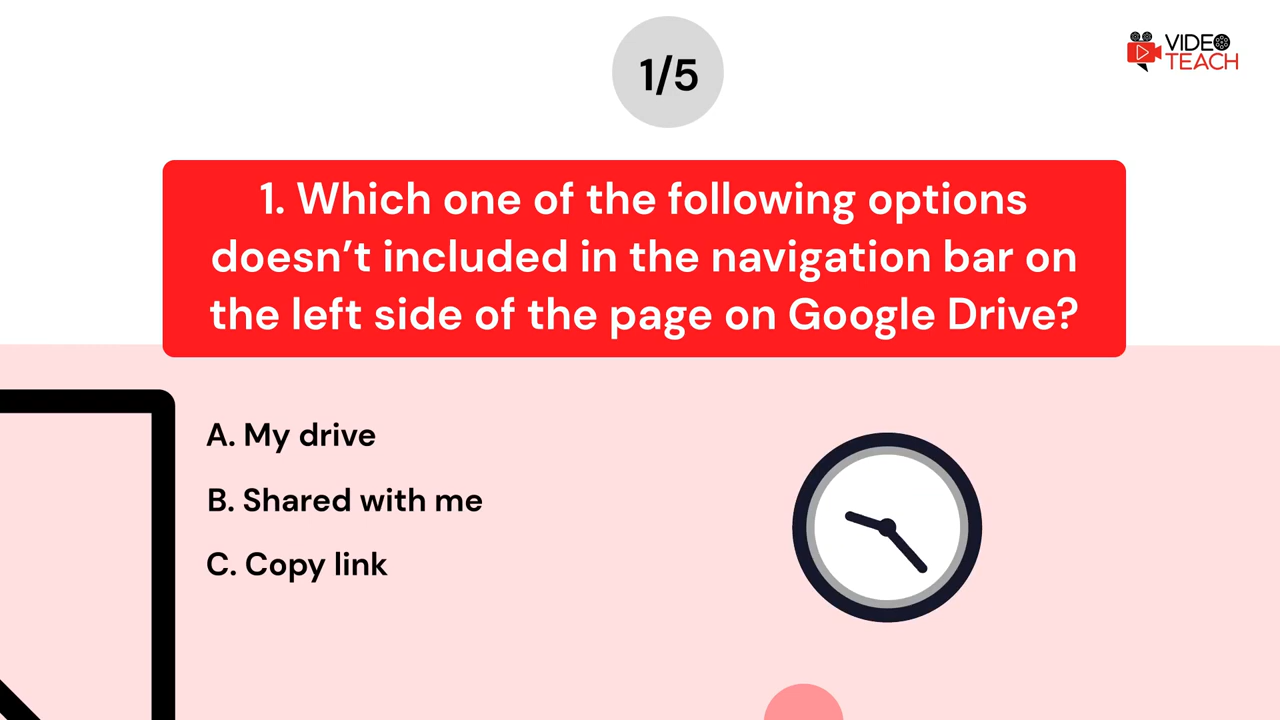 1/5
VIDEO
TEACH
1. Which one of the following options
doesn’t included in the navigation bar on
the left side of the page on Google Drive?
A. My drive
B. Shared with me
C. Copy link